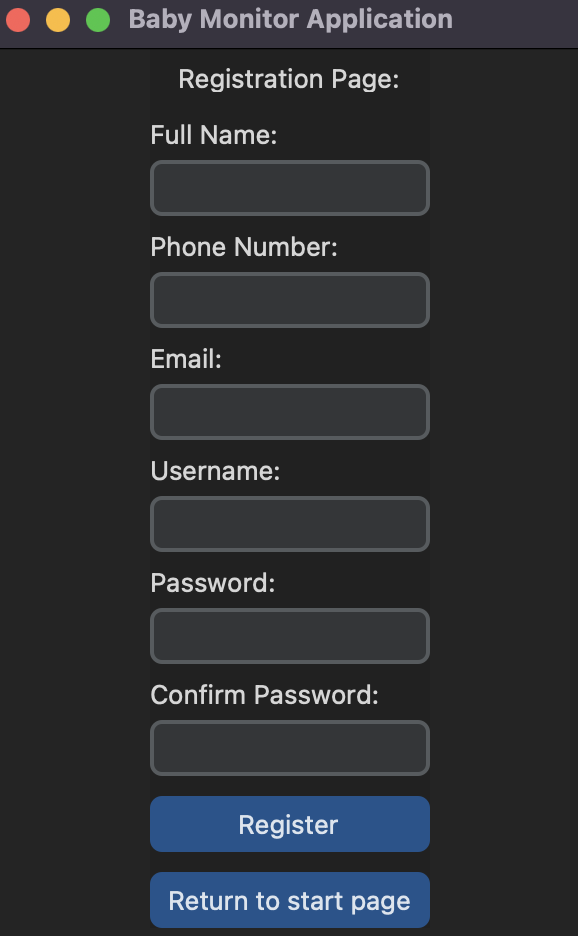 Baby Monitor Application
Registration Page:
Full Name:
Phone Number:
Email:
Username:
Password:
Confirm Password:
Register
Return to start page